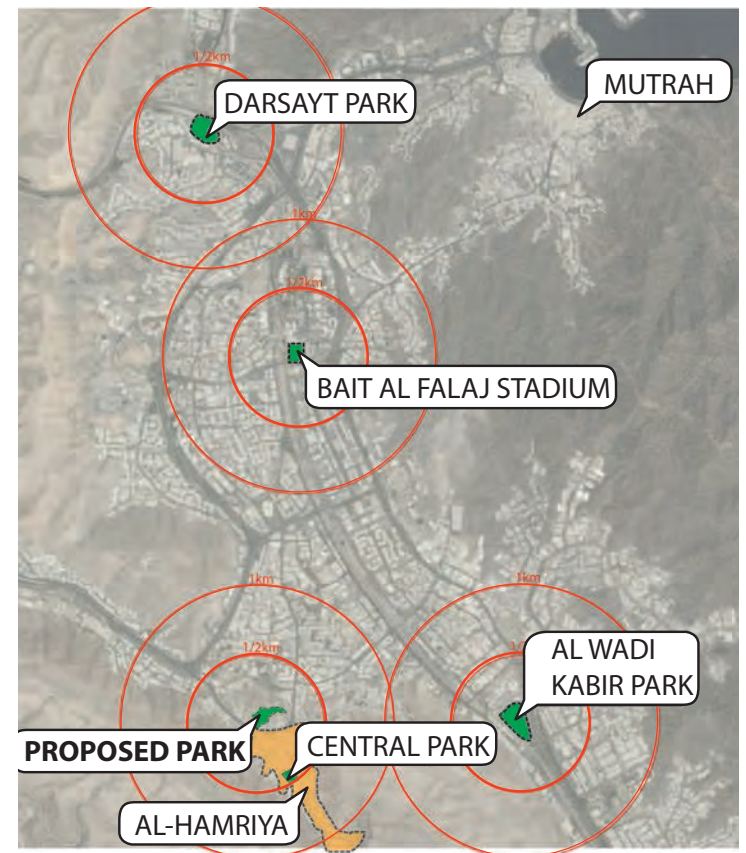 1/2km
DARSAYT PARK
MUTRAH
1km
1/2km
BAIT AL FALAJ STADIUM
1km
1km
1/2km
AL WADI
KABIR PARK
PROPOSED PARK
CENTRAL PARK
AL-HAMRIYA